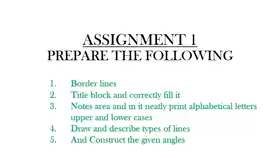 ASSIGNMENT 1
PREPARE THE FOLLOWING
1. Border lines
2. Title block and correctly fill it
3. Notes area and in it neatly print alphabetical letters
upper and lower cases
4. Draw and describe types of lines
5. And Construct the given angles